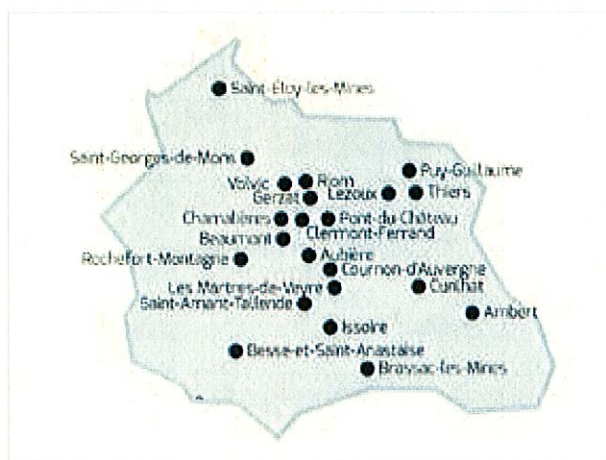 Saint-Éloy-les-Mines
Saint-Georges-de-Mons
Puy-Guillaume
Volvic
Riom
Lezoux
Thiers
Gerzat
Chamalières
Pont-du Château
Clermont-Ferrand
Beaumont
Aubière
Rochefort-Montagne
Cournon-d'Auvergne
Les Martres-de-Veyre
Cunlhat
Saint-Amant-Tallende
Ambert
Issoire
Besse-et-Saint-Anastaise
Brassac-les-Mines